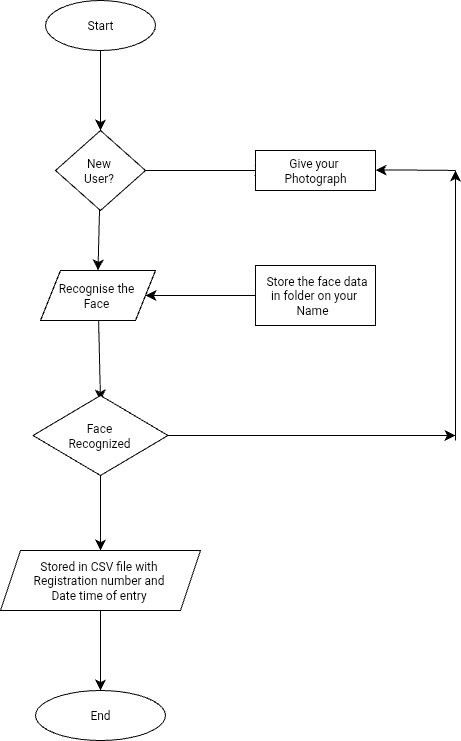 Start
New
User?
Give your
Photograph
Recognise the
Face
Store the face data
in folder on your
Name
Face
Recognized
Stored in CSV file with
Registration number and
Date time of entry
End